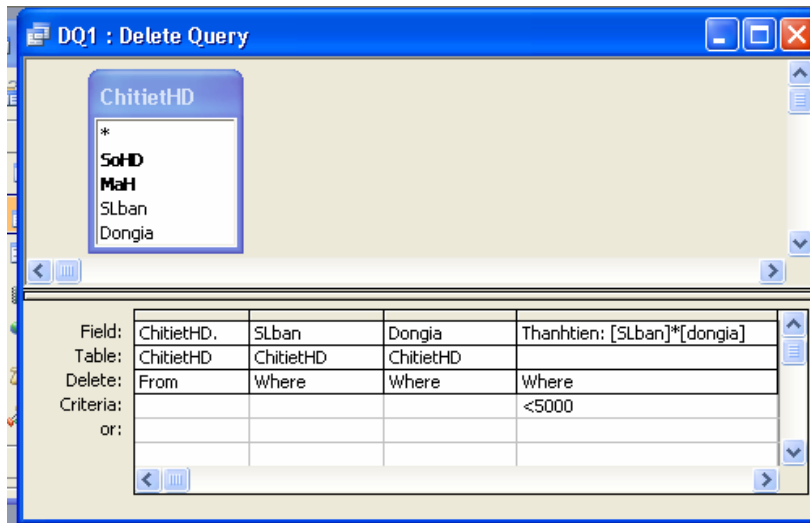 DQ1 : Delete Query
ChitietHD
*
SoHD
MaH
SLban
Dongia
Field: ChitietHD. SLban Dongia Thanhtien: [SLban]*[dongia]
Table: ChitietHD ChitietHD ChitietHD
Delete: From Where Where Where
Criteria: <5000
or: